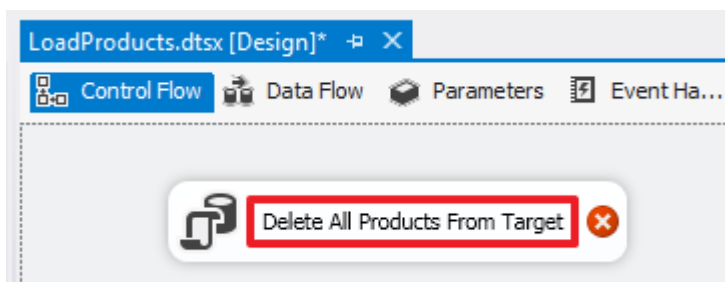 LoadProducts.dtsx [Design]*
Control Flow Data Flow Parameters Event Ha...
Delete All Products From Target